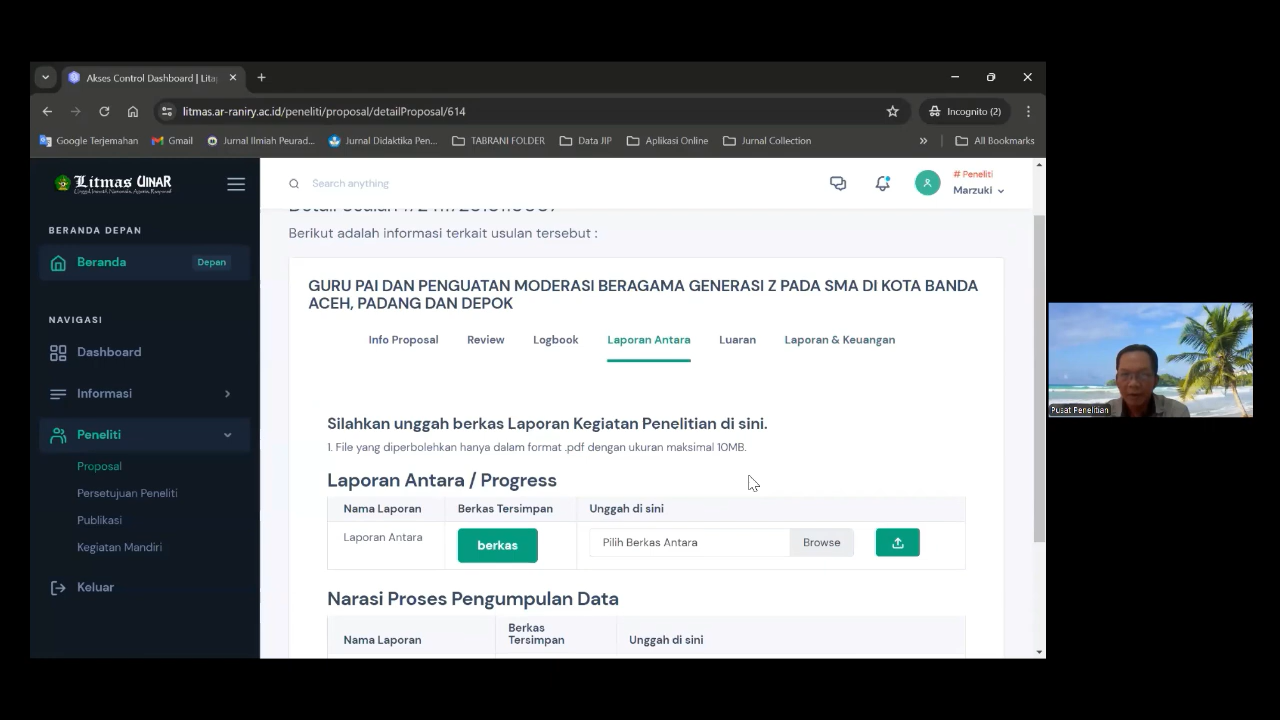 Akses Control Dashboard | Lita
litmas.ar-raniry.ac.id/peneliti/proposal/detailProposal/614
Incognito (2)
Google Terjemahan
Gmail
Jurnal Ilmiah Peurad...
Jurnal Didaktika Pen...
TABRANI FOLDER
Data JIP
Aplikasi Online
Jurnal Collection
»
All Bookmarks
Litmas UINAR
Search anything
# Peneliti
Marzuki
BERANDA DEPAN
Beranda
Depan
NAVIGASI
Dashboard
Informasi
Peneliti
Proposal
Persetujuan Peneliti
Publikasi
Kegiatan Mandiri
Keluar
Berikut adalah informasi terkait usulan tersebut :
GURU PAI DAN PENGUATAN MODERASI BERAGAMA GENERASI Z PADA SMA DI KOTA BANDA
ACEH, PADANG DAN DEPOK
Info Proposal
Review
Logbook
Laporan Antara
Luaran
Laporan & Keuangan
Silahkan unggah berkas Laporan Kegiatan Penelitian di sini.
1. File yang diperbolehkan hanya dalam format .pdf dengan ukuran maksimal 10MB.
Laporan Antara / Progress
Nama Laporan
Berkas Tersimpan
Unggah di sini
Laporan Antara
berkas
Pilih Berkas Antara
Browse
Narasi Proses Pengumpulan Data
Nama Laporan
Berkas
Tersimpan
Unggah di sini
Pusat Penelitian